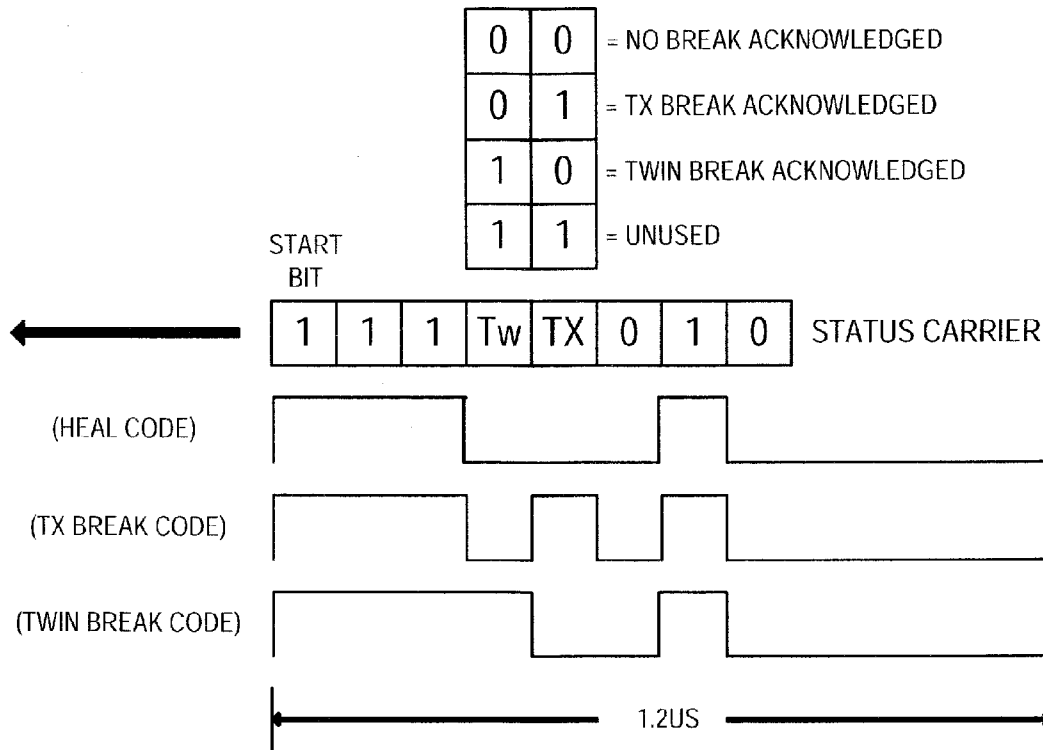 0 0 = NO BREAK ACKNOWLEDGED
0 1 = TX BREAK ACKNOWLEDGED
1 0 = TWIN BREAK ACKNOWLEDGED
1 1 = UNUSED
START
BIT
1 1 1 Tw TX 0 1 0 STATUS CARRIER
(HEAL CODE)
(TX BREAK CODE)
(TWIN BREAK CODE)
1.2US